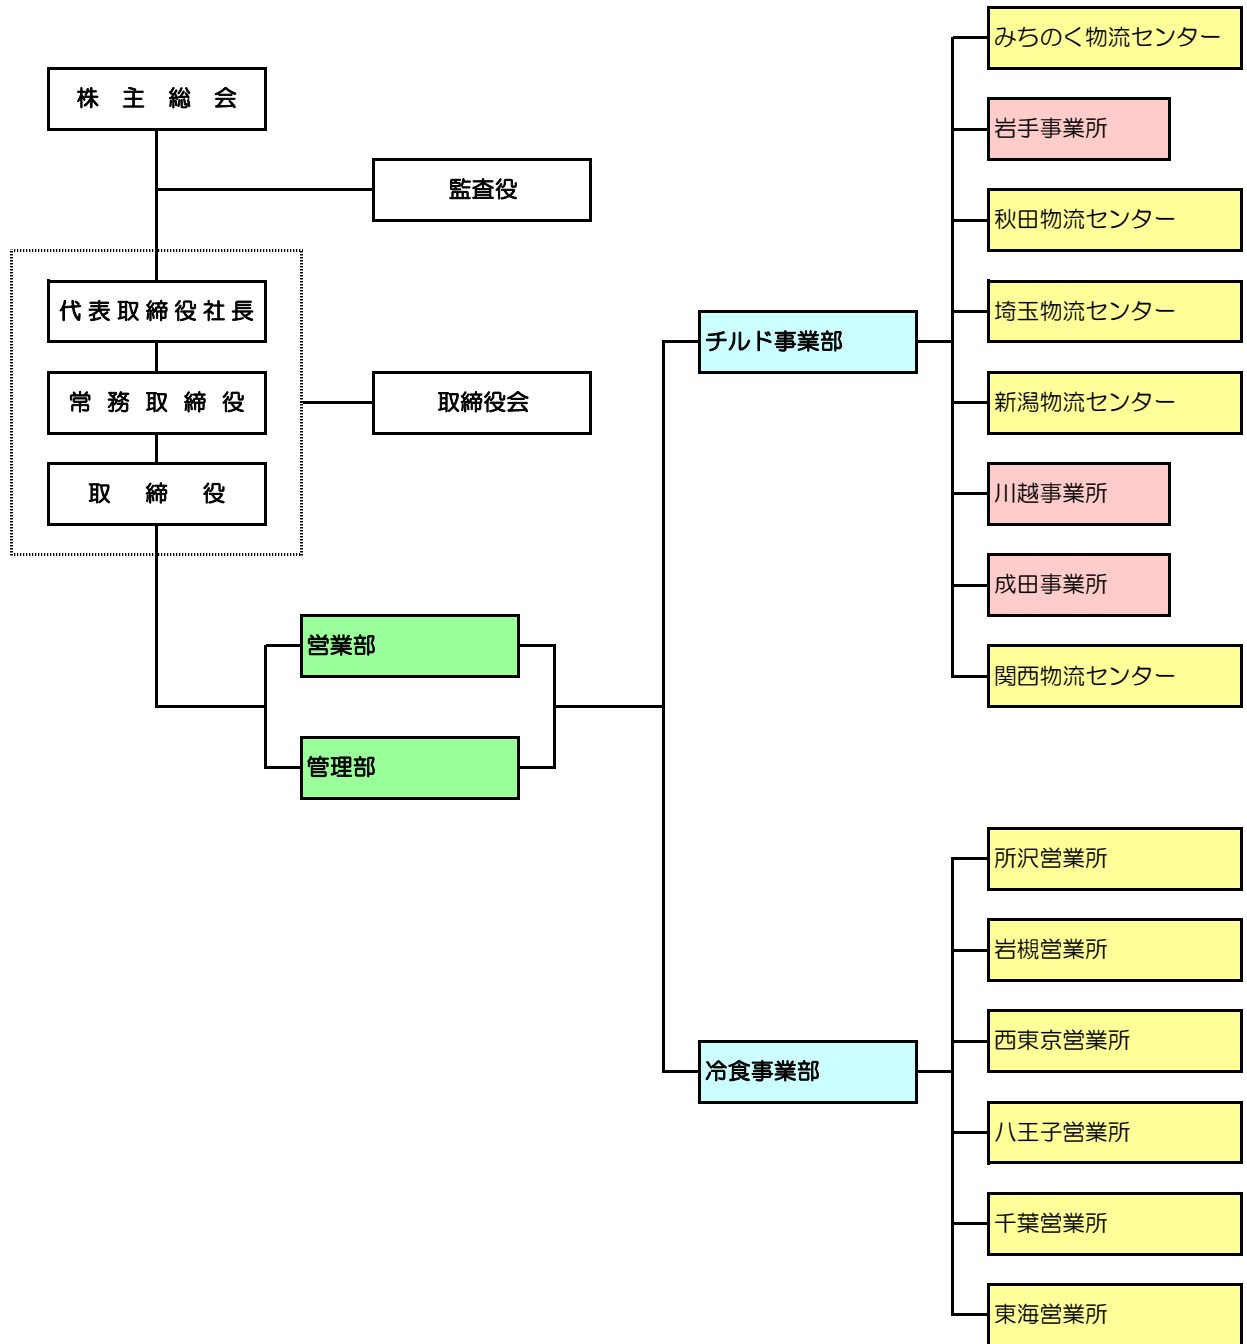 株主総会
監査役
代表取締役社長
常務取締役
取締役会
取締役
営業部
管理部
チルド事業部
みちのく物流センター
岩手事業所
秋田物流センター
埼玉物流センター
新潟物流センター
川越事業所
成田事業所
関西物流センター
冷食事業部
所沢営業所
岩槻営業所
西東京営業所
八王子営業所
千葉営業所
東海営業所